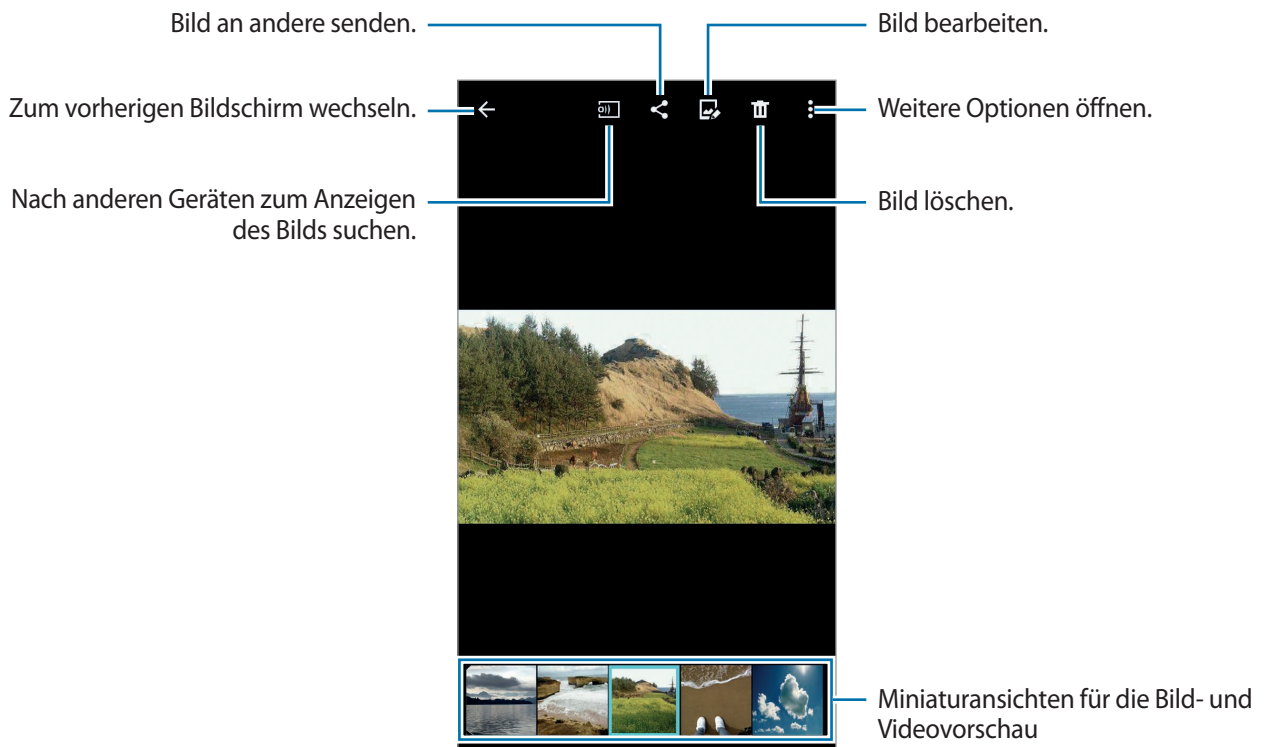 Bild an andere senden.
Bild bearbeiten.
Zum vorherigen Bildschirm wechseln.
Weitere Optionen öffnen.
Nach anderen Geräten zum Anzeigen
des Bilds suchen.
Bild löschen.
Miniaturansichten für die Bild- und
Videovorschau